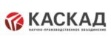 КАСКАД
НАУЧНО-ПРОИЗВОДСТВЕННОЕ ОБЪЕДИНЕНИЕ